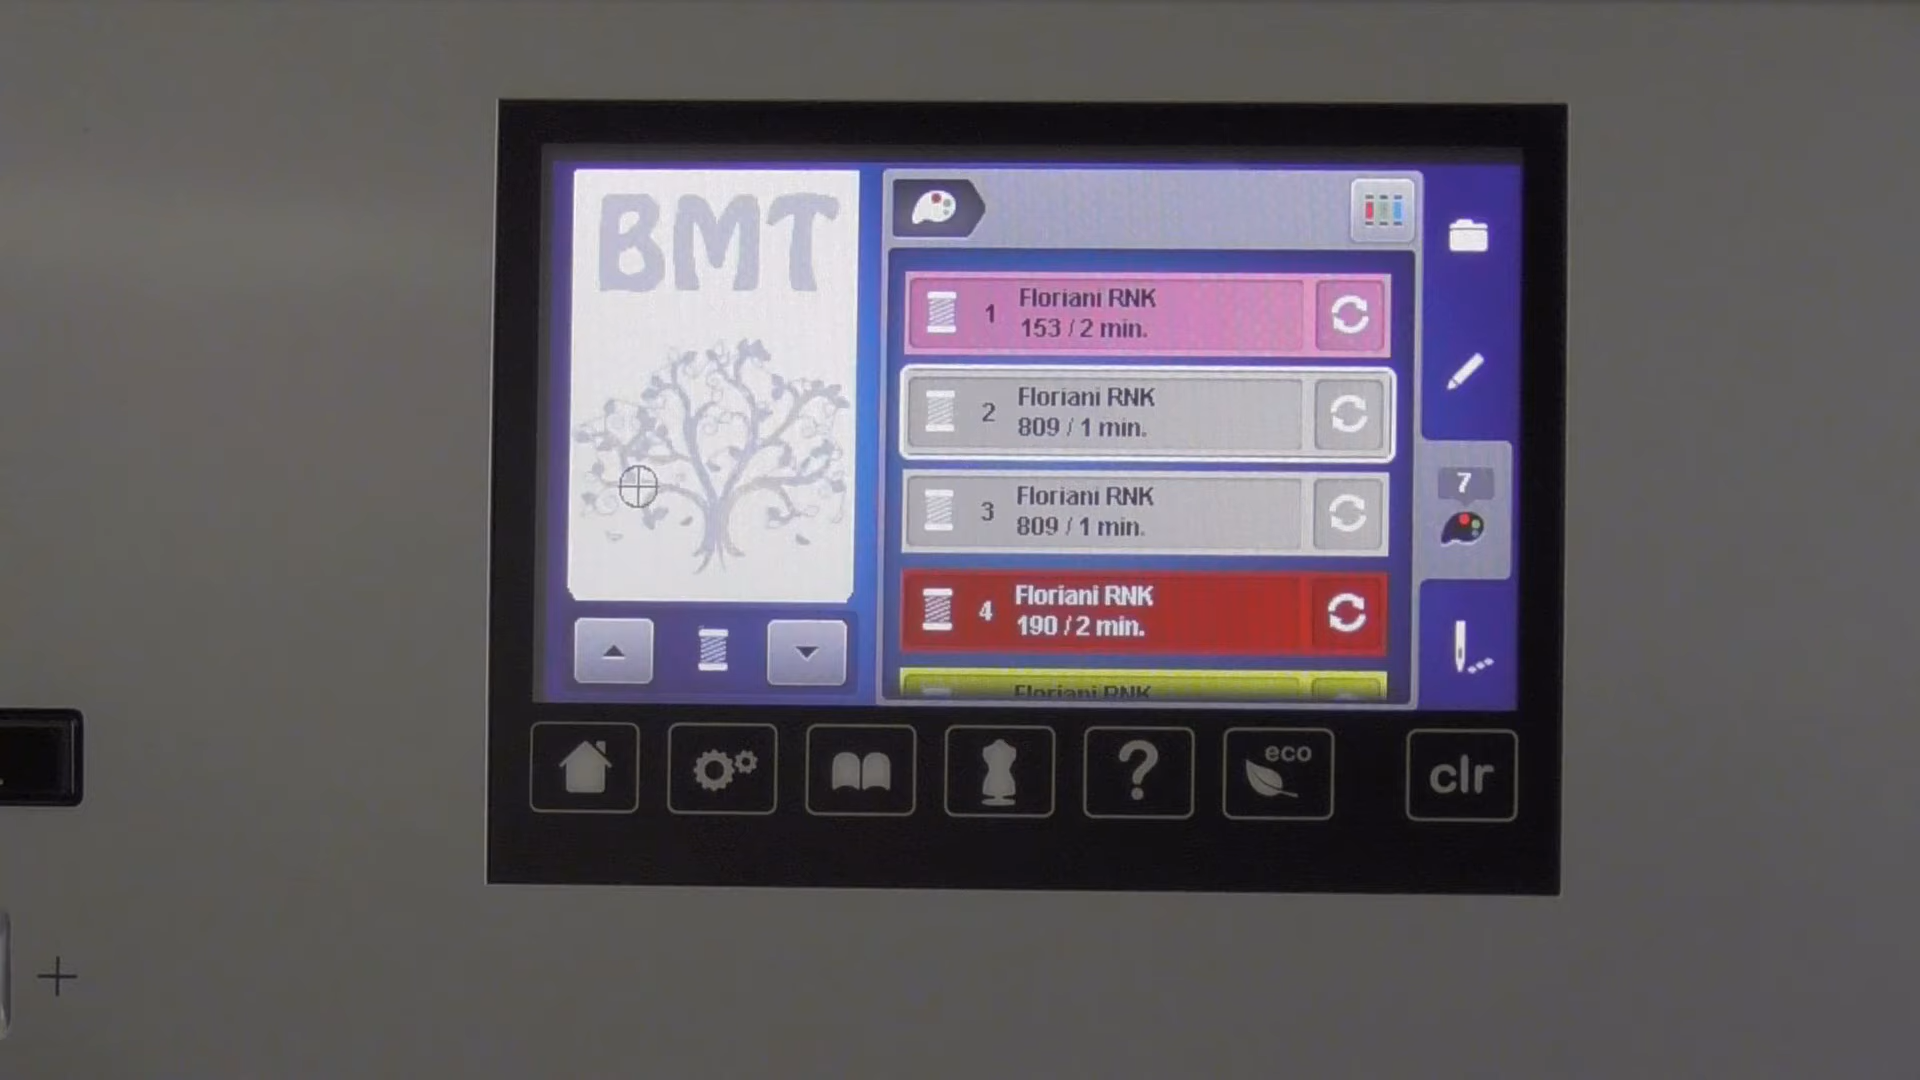 BMT
1 Floriani RNK
153 / 2 min.
2 Floriani RNK
809 / 1 min.
3 Floriani RNK
809 / 1 min.
4 Floriani RNK
190 / 2 min.
Floriani RNK
7
?
eco
clr
+